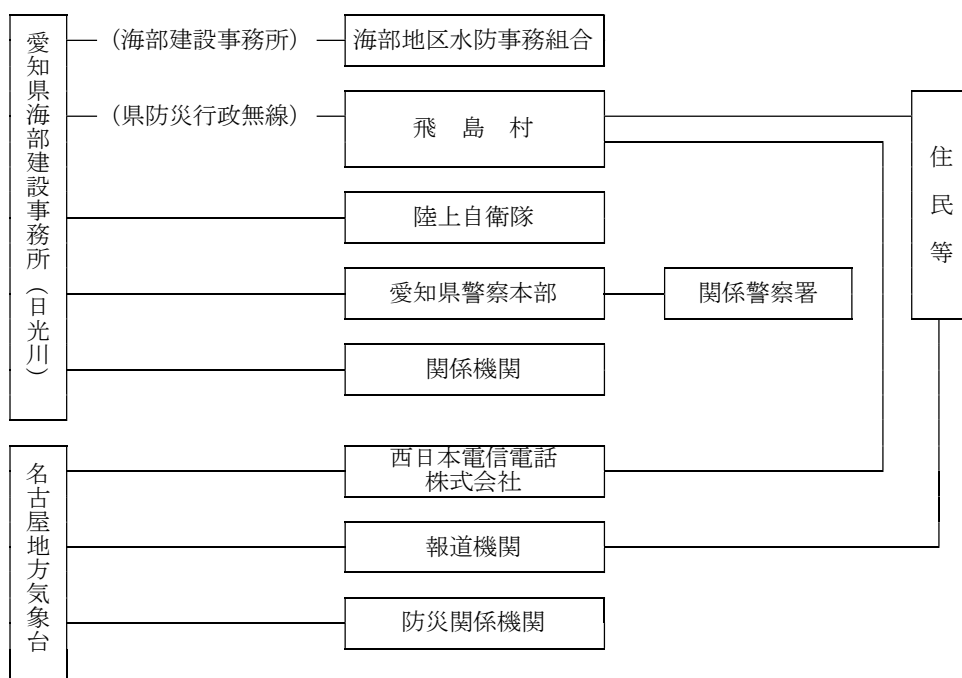 愛知県海部建設事務所（日光川）
（海部建設事務所）
海部地区水防事務組合
（県防災行政無線）
飛島村
住民等
陸上自衛隊
愛知県警察本部
関係警察署
関係機関
名古屋地方気象台
西日本電信電話
株式会社
報道機関
防災関係機関